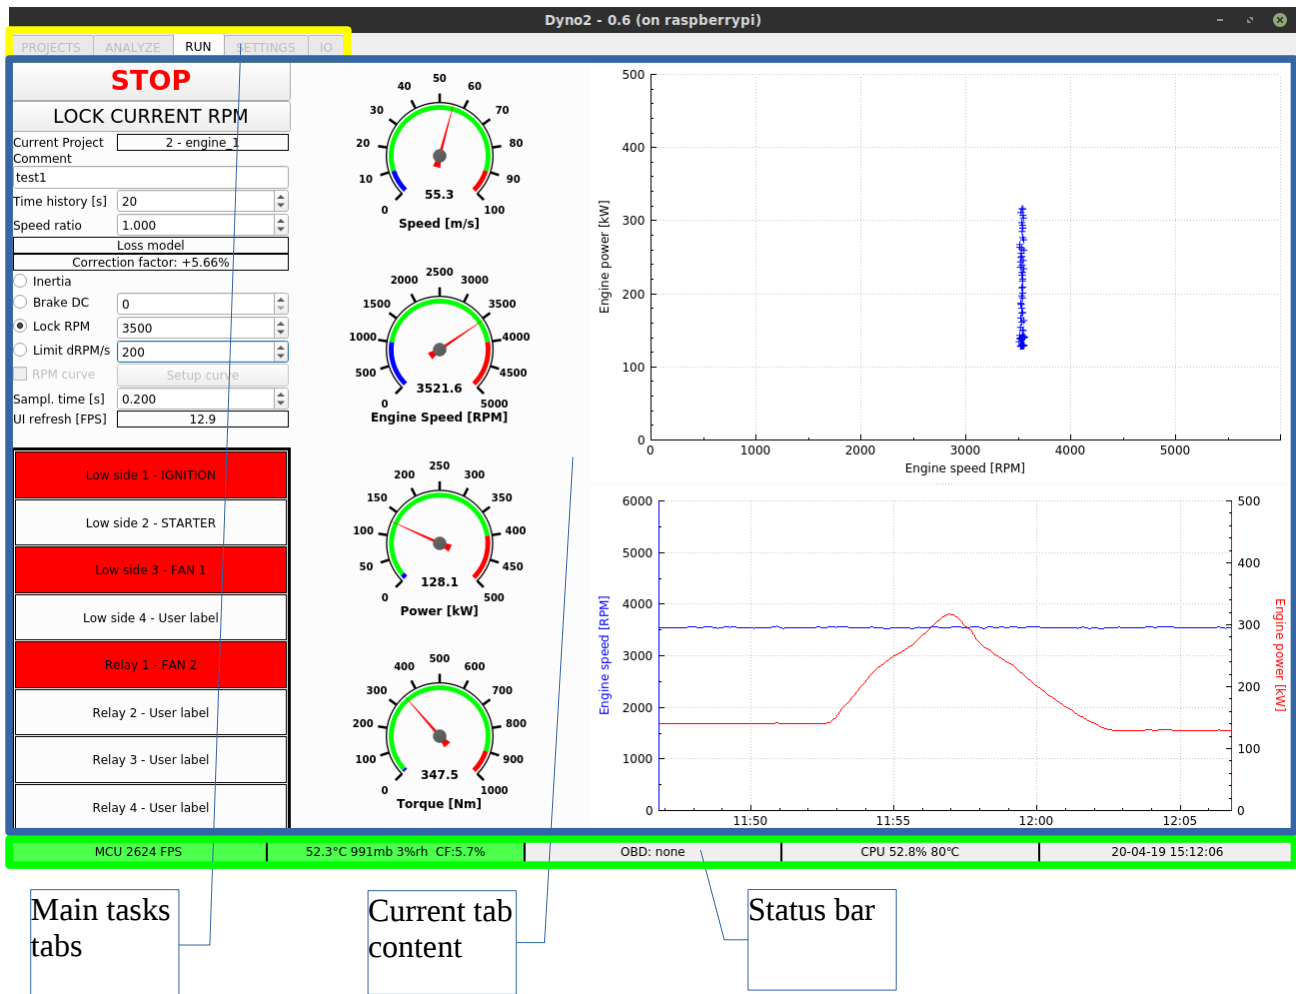 Dyno2 - 0.6 (on raspberrypi)
PROJECTS ANALYZE RUN SETTINGS IO
STOP
LOCK CURRENT RPM
Current Project 2 - engine_1
Comment
test1
Time history [s] 20
Speed ratio 1.000
Loss model
Correction factor: +5.66%
Inertia
Brake DC 0
Lock RPM 3500
Limit dRPM/s 200
RPM curve Setup curve
Sampl. time [s] 0.200
UI refresh [FPS] 12.9
Low side 1 - IGNITION
Low side 2 - STARTER
Low side 3 - FAN 1
Low side 4 - User label
Relay 1 - FAN 2
Relay 2 - User label
Relay 3 - User label
Relay 4 - User label
0 10 20 30 40 50 60 70 80 90 100
55.3
Speed [m/s]
0 500 1000 1500 2000 2500 3000 3500 4000 4500 5000
3521.6
Engine Speed [RPM]
0 50 100 150 200 250 300 350 400 450 500
128.1
Power [kW]
0 100 200 300 400 500 600 700 800 900 1000
347.5
Torque [Nm]
500
400
300
200
100
0
Engine power [kW]
0 1000 2000 3000 4000 5000
Engine speed [RPM]
6000
5000
4000
3000
2000
1000
0
Engine speed [RPM]
500
400
300
200
100
0
Engine power [kW]
11:50 11:55 12:00 12:05
MCU 2624 FPS 52.3°C 991mb 3%rh CF:5.7% OBD: none CPU 52.8% 80°C 20-04-19 15:12:06
Main tasks
tabs
Current tab
content
Status bar